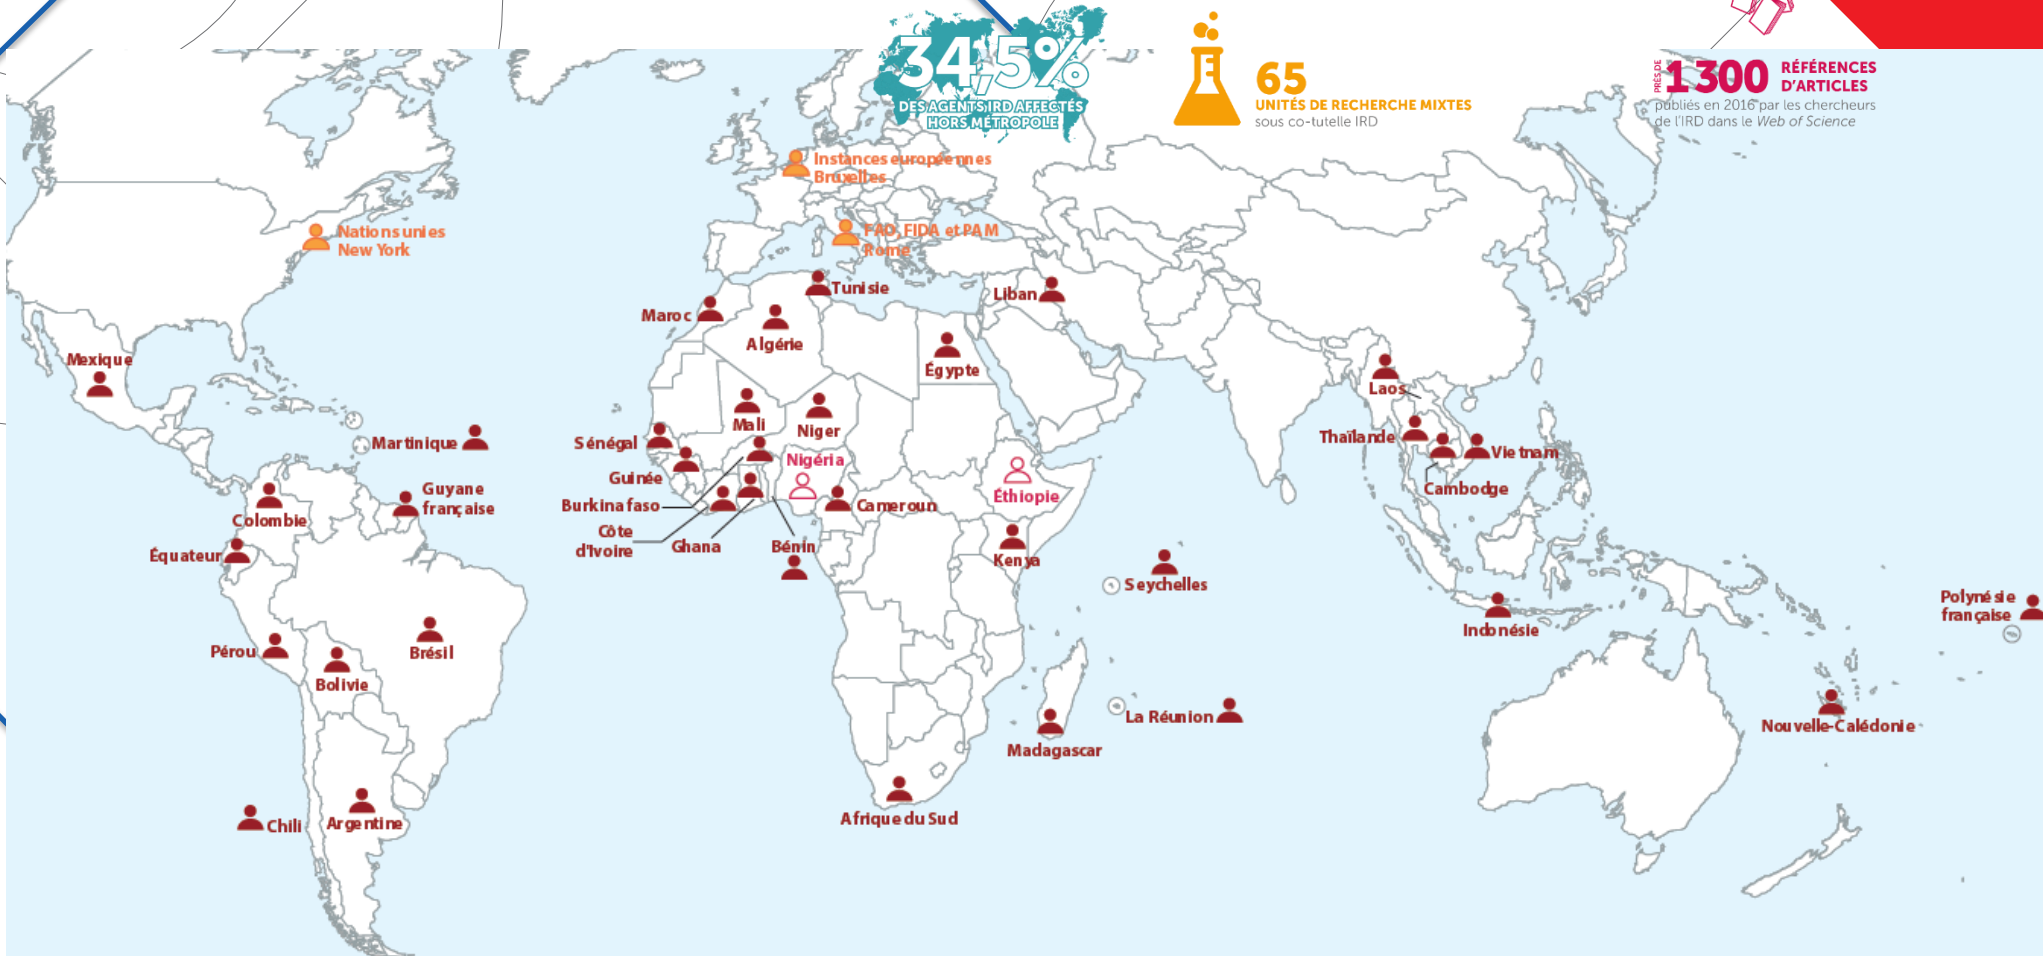 34,5%
DES AGENTS IRD AFFECTÉS
HORS MÉTROPOLE
65
UNITÉS DE RECHERCHE MIXTES
sous co-tutelle IRD
PRÈS DE
1 300 RÉFÉRENCES
D'ARTICLES
publiés en 2016 par les chercheurs
de l'IRD dans le Web of Science
Instances européennes
Bruxelles
Nations unies
New York
FAO, FIDA et PAM
Rome
Tunisie
Liban
Maroc
Algérie
Égypte
Mexique
Laos
Mali
Niger
Martinique
Sénégal
Thaïlande
Vietnam
Nigéria
Guinée
Éthiopie
Cambodge
Guyane
française
Colombie
Burkina faso
Cameroun
Côte
d'Ivoire
Ghana
Bénin
Équateur
Kenya
Seychelles
Polynésie
française
Indonésie
Pérou
Brésil
Bolivie
La Réunion
Nouvelle-Calédonie
Madagascar
Afrique du Sud
Chili
Argentine